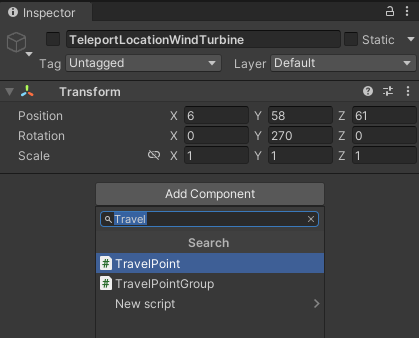 Inspector
TeleportLocationWindTurbine Static
Tag Untagged Layer Default
Transform
Position X 6 Y 58 Z 61
Rotation X 0 Y 270 Z 0
Scale X 1 Y 1 Z 1
Add Component
Travel
Search
# TravelPoint
# TravelPointGroup
New script